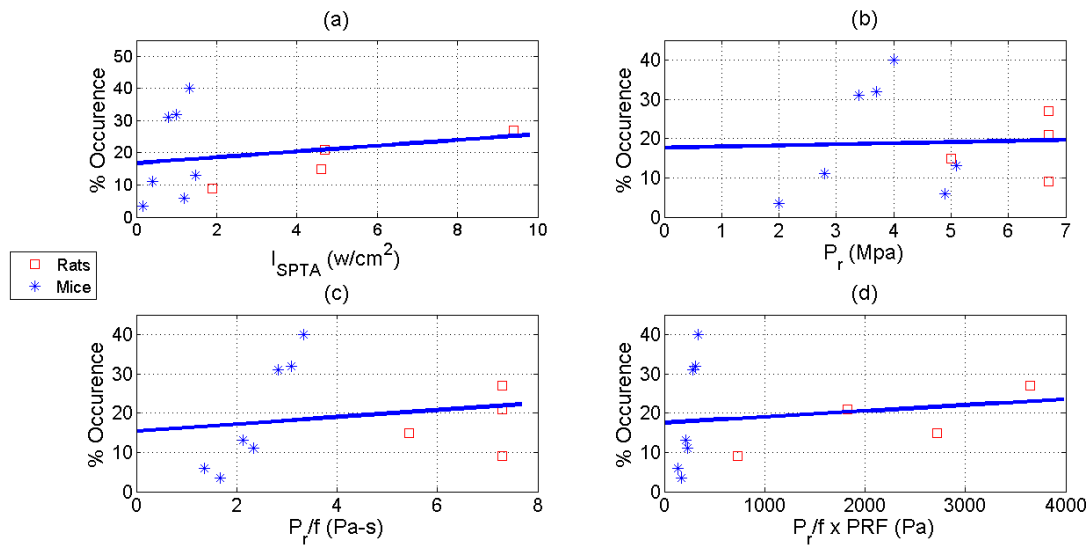 (a)
% Occurence
50
40
30
20
10
0
0 2 4 6 8 10
I_SPTA (w/cm²)
(b)
% Occurence
40
30
20
10
0
0 1 2 3 4 5 6 7
P_r (Mpa)
Rats
Mice
(c)
% Occurence
40
30
20
10
0
0 2 4 6 8
P_r/f (Pa-s)
(d)
% Occurence
40
30
20
10
0
0 1000 2000 3000 4000
P_r/f x PRF (Pa)